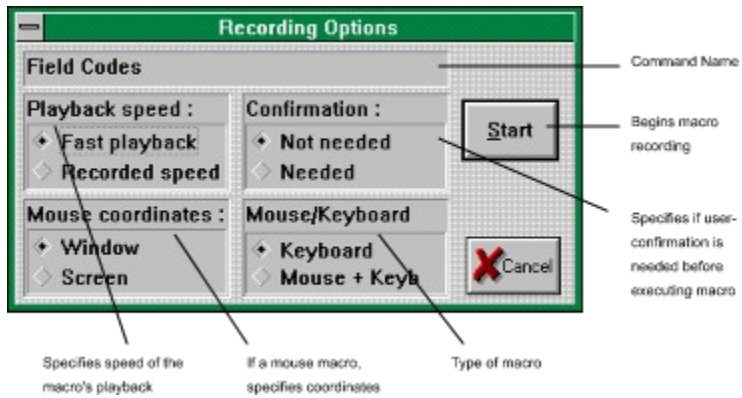 Recording Options
Field Codes
Command Name
Playback speed :
Fast playback
Recorded speed
Confirmation :
Not needed
Needed
Start
Begins macro
recording
Mouse coordinates :
Window
Screen
Mouse/Keyboard
Keyboard
Mouse + Keyb
Cancel
Specifies if user-
confirmation is
needed before
executing macro
Specifies speed of the
macro's playback
If a mouse macro,
specifies coordinates
Type of macro